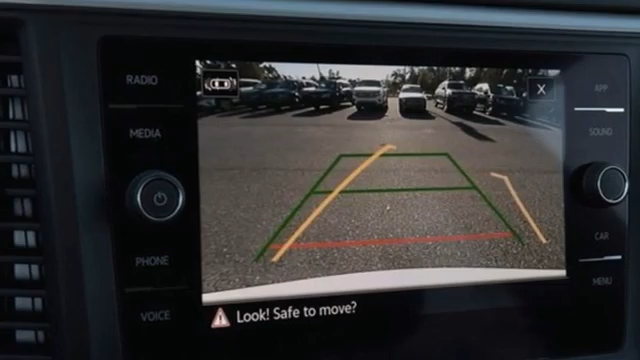 RADIO
MEDIA
PHONE
VOICE
X
Look! Safe to move?
APP
SOUND
CAR
MENU